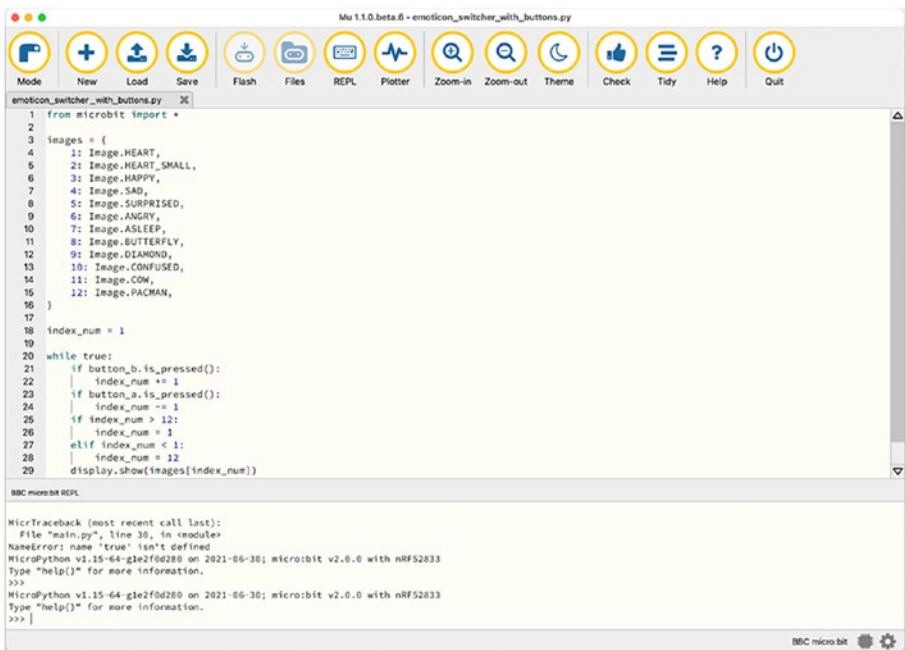 Mu 1.1.0.beta.6 - emoticon_switcher_with_buttons.py
Mode New Load Save Flash Files REPL Plotter Zoom-in Zoom-out Theme Check Tidy Help Quit
emoticon_switcher_with_buttons.py
1 from microbit import *
2
3 images = {
4 1: Image.HEART,
5 2: Image.HEART_SMALL,
6 3: Image.HAPPY,
7 4: Image.SAD,
8 5: Image.SURPRISED,
9 6: Image.ANGRY,
10 7: Image.ASLEEP,
11 8: Image.BUTTERFLY,
12 9: Image.DIAMOND,
13 10: Image.CONFUSED,
14 11: Image.COW,
15 12: Image.PACMAN,
16 }
17
18 index_num = 1
19
20 while true:
21 if button_b.is_pressed():
22 index_num += 1
23 if button_a.is_pressed():
24 index_num -= 1
25 if index_num > 12:
26 index_num = 1
27 elif index_num < 1:
28 index_num = 12
29 display.show(images[index_num])
BBC micro:bit REPL
MicrTraceback (most recent call last):
File "main.py", line 30, in <module>
NameError: name 'true' isn't defined
MicroPython v1.15-64-g1e2f0d280 on 2021-06-30; micro:bit v2.0.0 with nRF52833
Type "help()" for more information.
>>>
MicroPython v1.15-64-g1e2f0d280 on 2021-06-30; micro:bit v2.0.0 with nRF52833
Type "help()" for more information.
>>>
BBC micro:bit